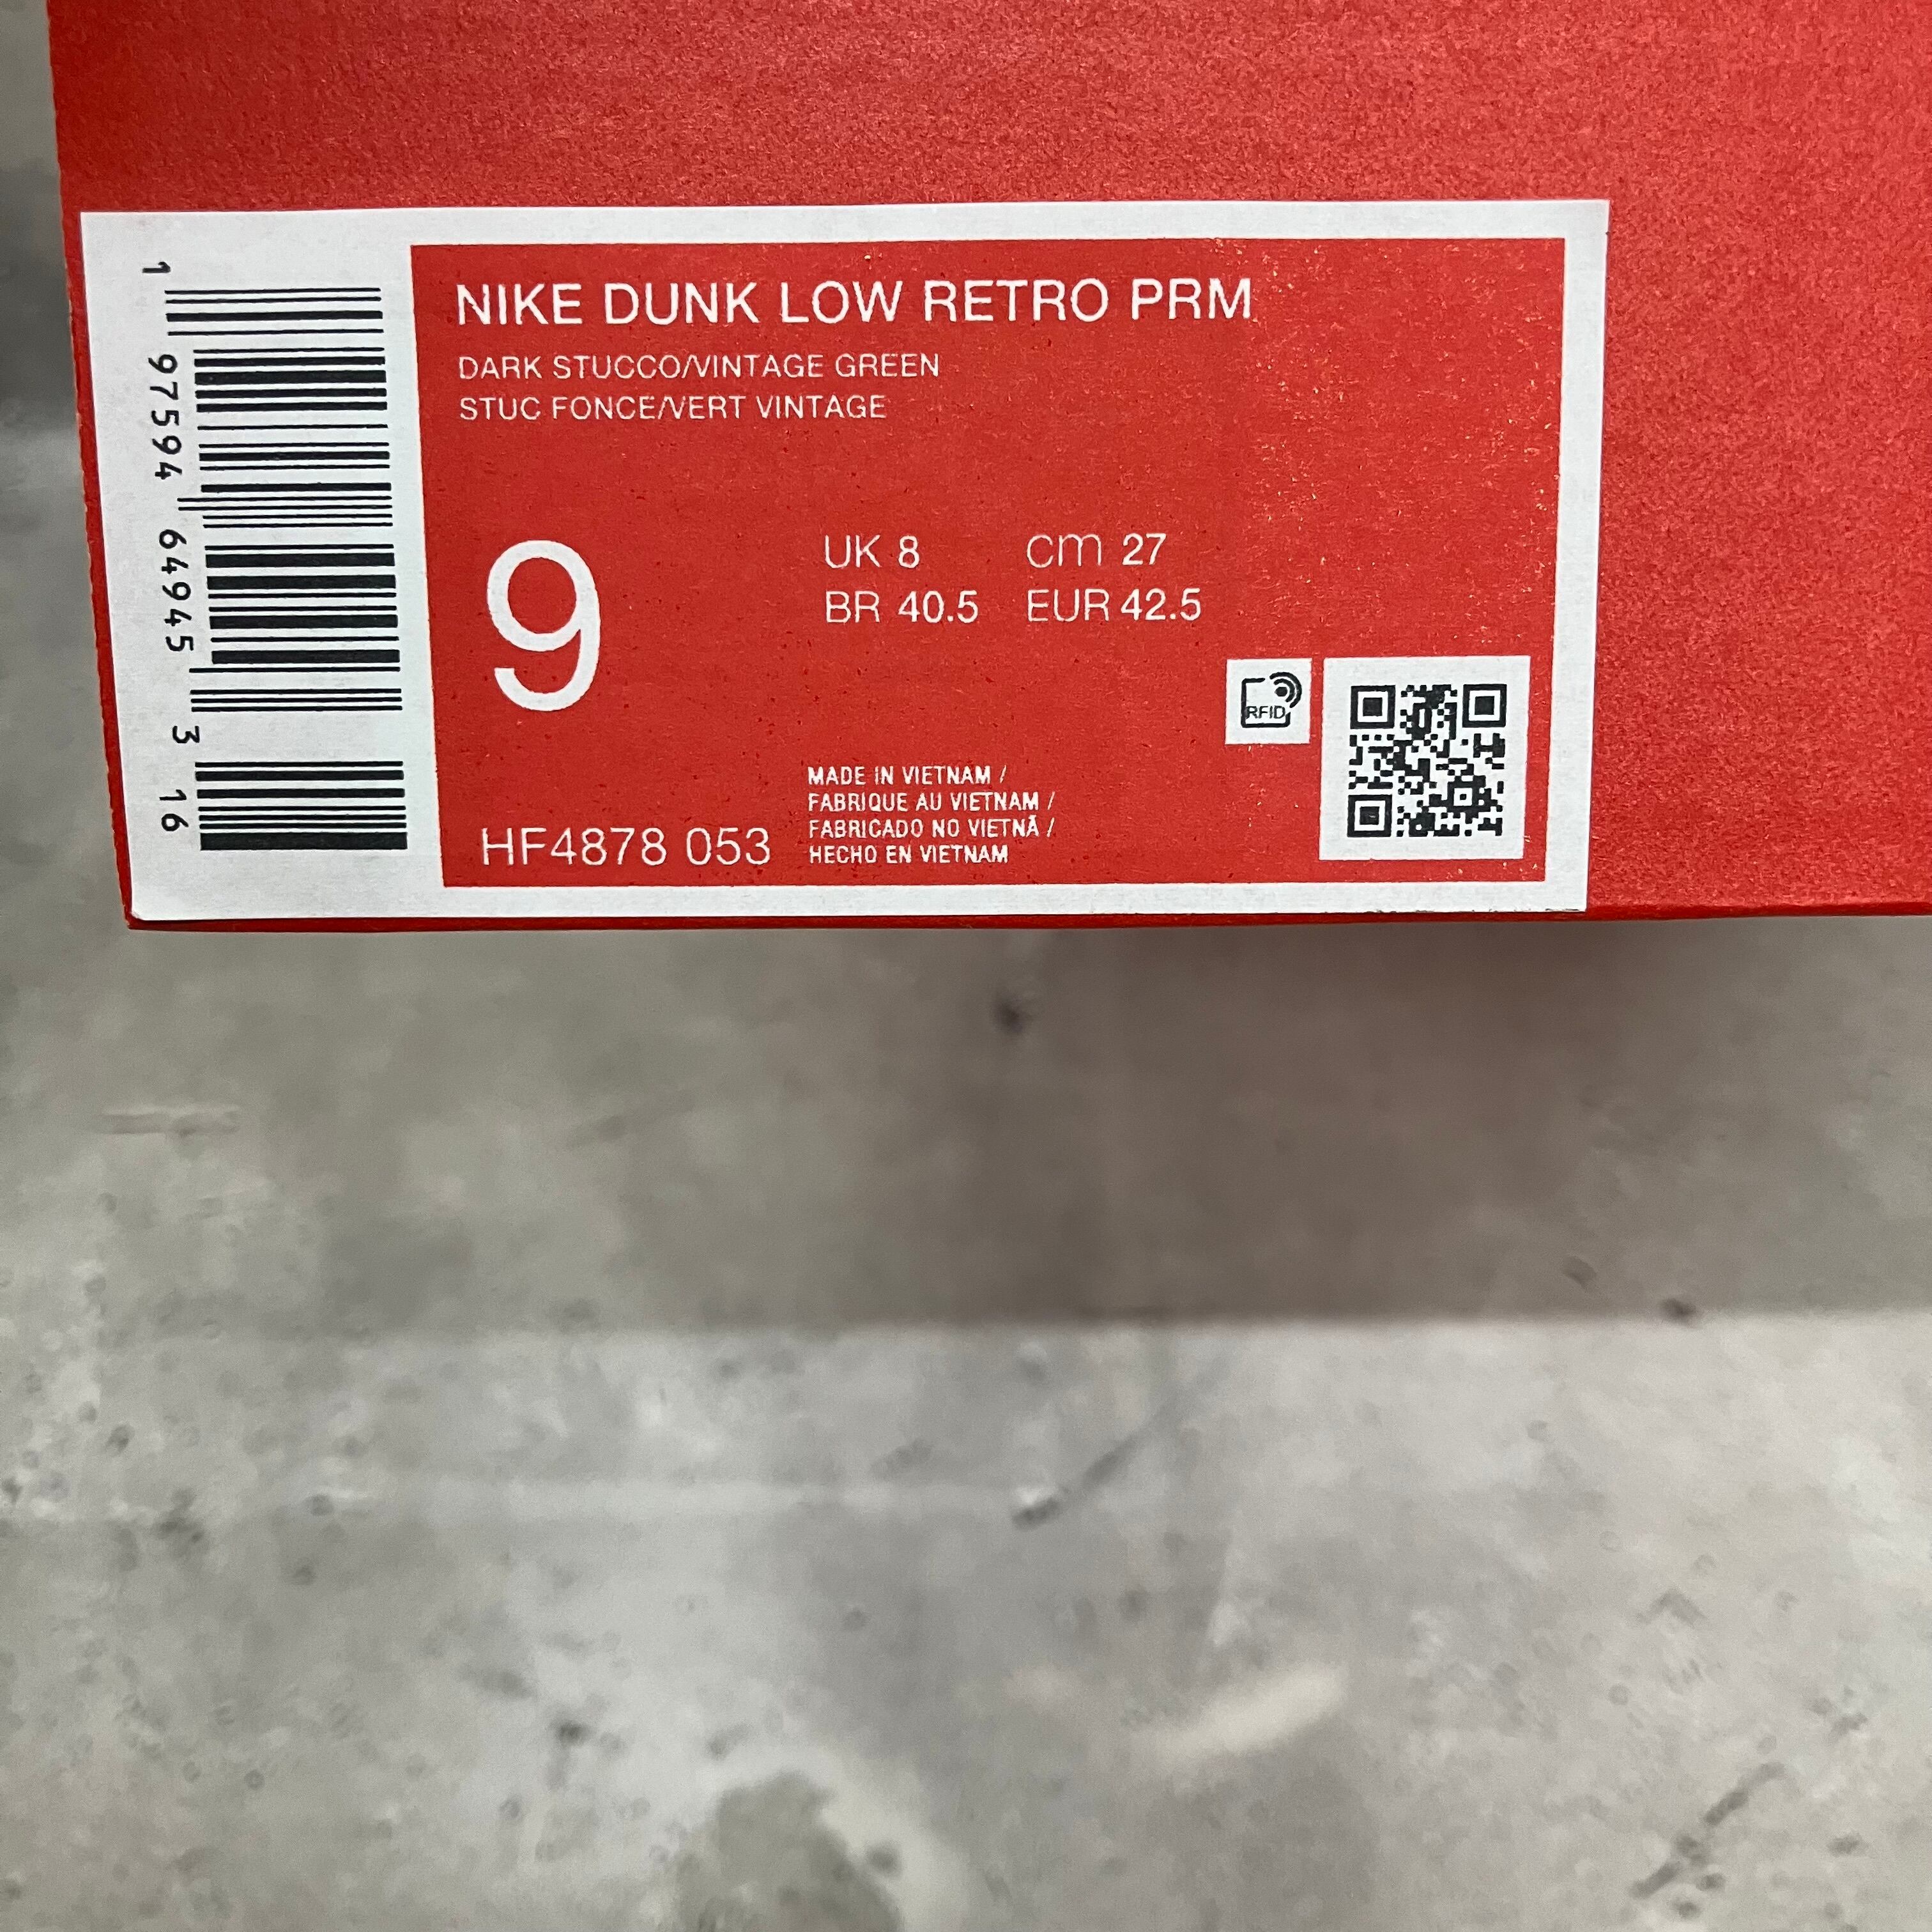 1 97594 64945 3 16
NIKE DUNK LOW RETRO PRM
DARK STUCCO/VINTAGE GREEN
STUC FONCE/VERT VINTAGE
9
UK 8 cm 27
BR 40.5 EUR 42.5
RFID
HF4878 053
MADE IN VIETNAM /
FABRIQUE AU VIETNAM /
FABRICADO NO VIETNÃ /
HECHO EN VIETNAM